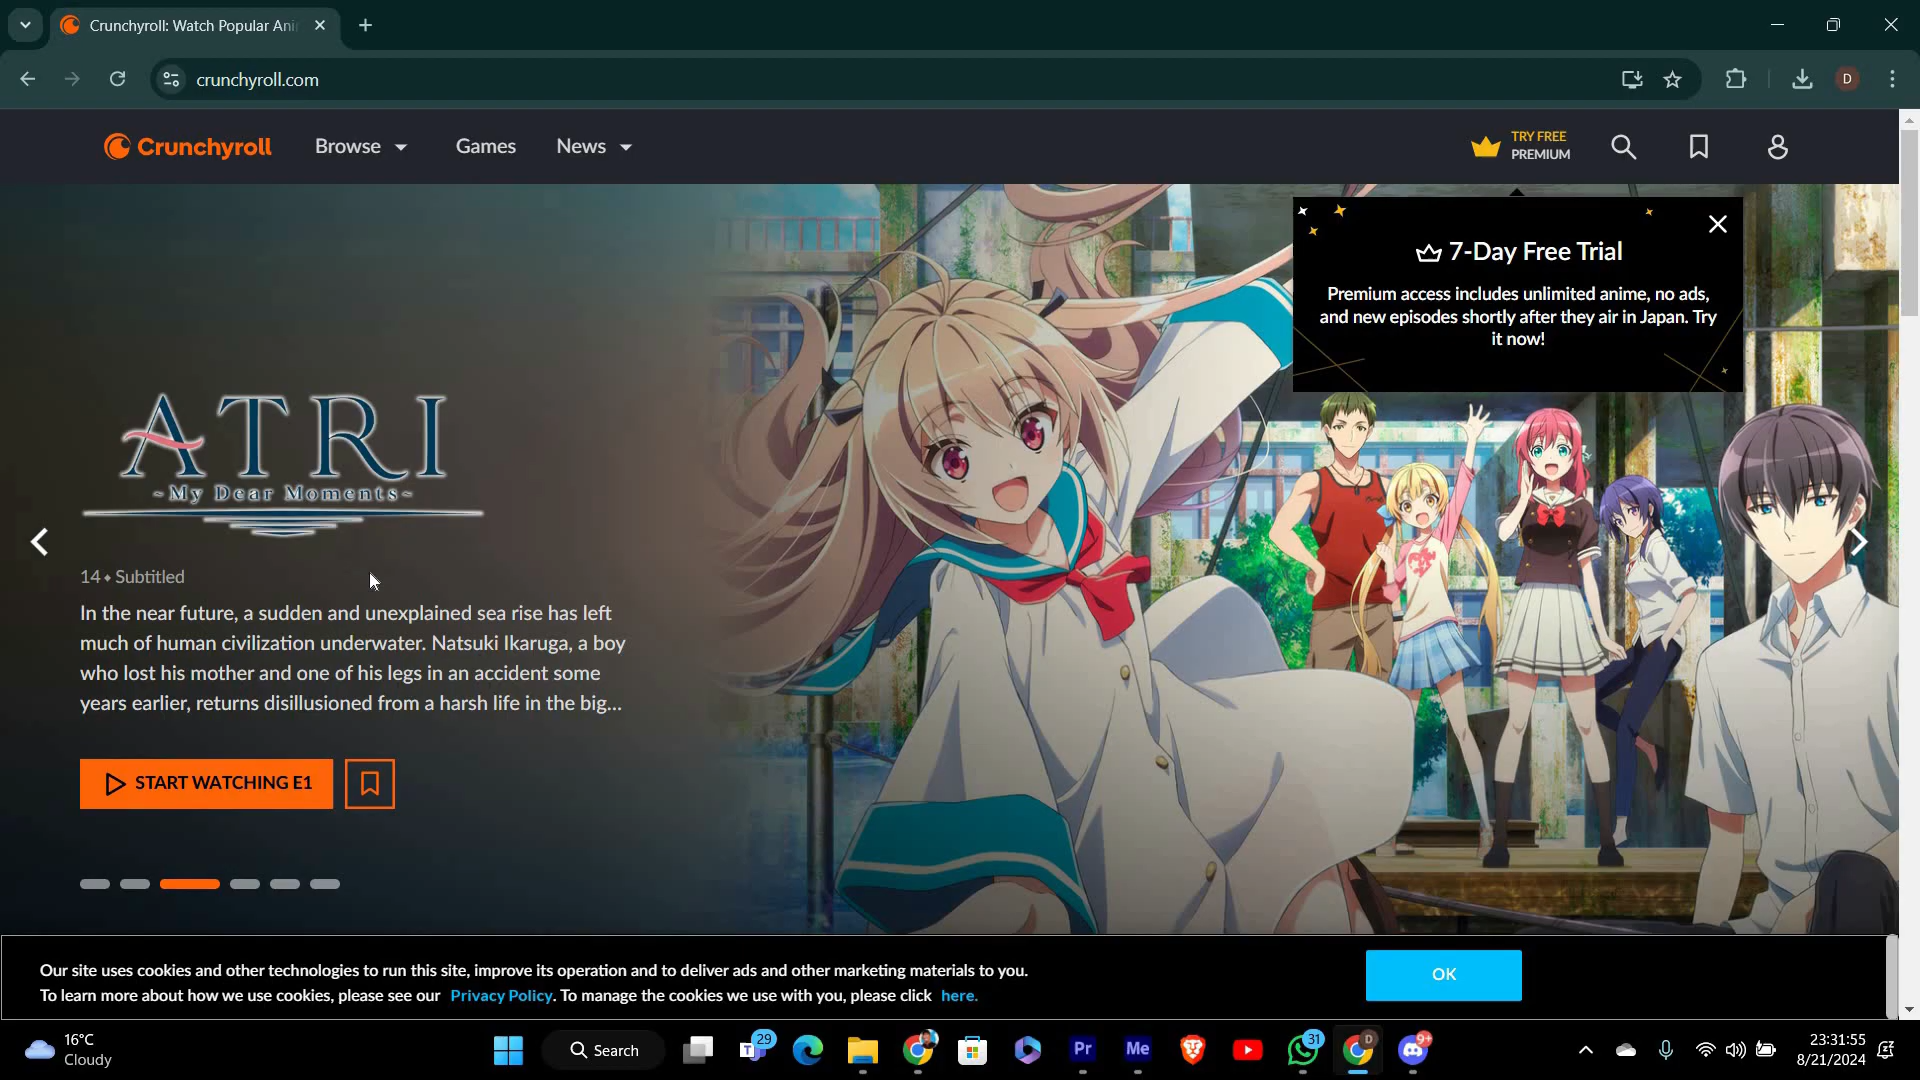 Crunchyroll: Watch Popular Ani
crunchyroll.com
D
Crunchyroll
Browse
Games
News
TRY FREE
PREMIUM
7-Day Free Trial
Premium access includes unlimited anime, no ads,
and new episodes shortly after they air in Japan. Try
it now!
ATRI
~My Dear Moments~
14 ♦ Subtitled
In the near future, a sudden and unexplained sea rise has left
much of human civilization underwater. Natsuki Ikaruga, a boy
who lost his mother and one of his legs in an accident some
years earlier, returns disillusioned from a harsh life in the big...
START WATCHING E1
Our site uses cookies and other technologies to run this site, improve its operation and to deliver ads and other marketing materials to you.
To learn more about how we use cookies, please see our Privacy Policy. To manage the cookies we use with you, please click here.
OK
16°C
Cloudy
Search
29
T
Pr
Me
31
D
9+
23:31:55
8/21/2024